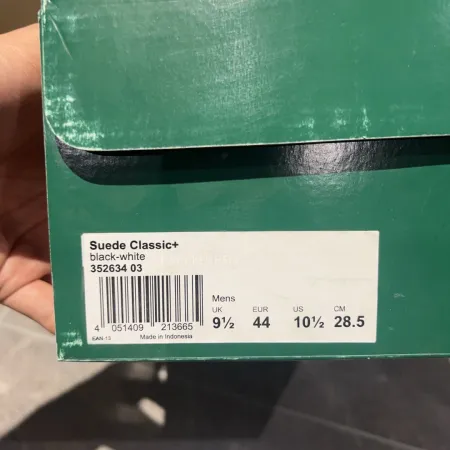 Suede Classic+
black-white
352634 03
4 051409 213665
EAN 13
Made in Indonesia
Mens
UK EUR US CM
9½ 44 10½ 28.5